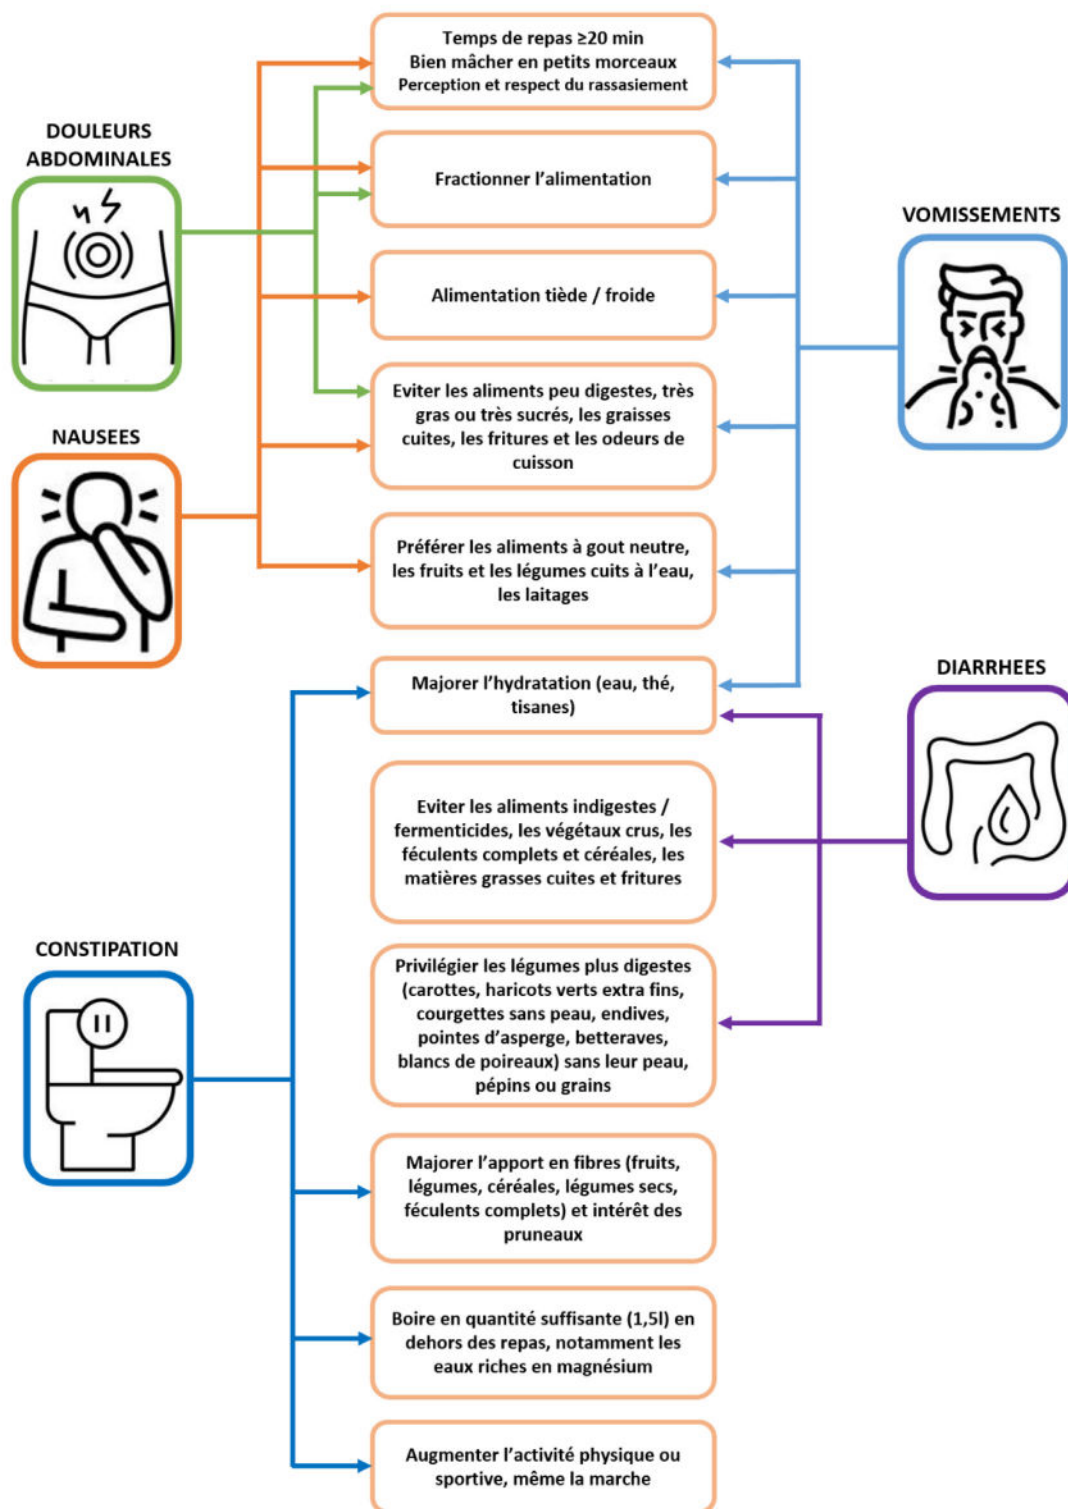 Temps de repas ≥20 min
Bien mâcher en petits morceaux
Perception et respect du rassasiement
DOULEURS
ABDOMINALES
Fractionner l'alimentation
VOMISSEMENTS
Alimentation tiède / froide
Eviter les aliments peu digestes, très
gras ou très sucrés, les graisses
cuites, les fritures et les odeurs de
cuisson
NAUSEES
Préférer les aliments à gout neutre,
les fruits et les légumes cuits à l'eau,
les laitages
Majorer l'hydratation (eau, thé,
tisanes)
DIARRHEES
Eviter les aliments indigestes /
fermenticides, les végétaux crus, les
féculents complets et céréales, les
matières grasses cuites et fritures
CONSTIPATION
Privilégier les légumes plus digestes
(carottes, haricots verts extra fins,
courgettes sans peau, endives,
pointes d'asperge, betteraves,
blancs de poireaux) sans leur peau,
pépins ou grains
Majorer l'apport en fibres (fruits,
légumes, céréales, légumes secs,
féculents complets) et intérêt des
pruneaux
Boire en quantité suffisante (1,5l) en
dehors des repas, notamment les
eaux riches en magnésium
Augmenter l'activité physique ou
sportive, même la marche